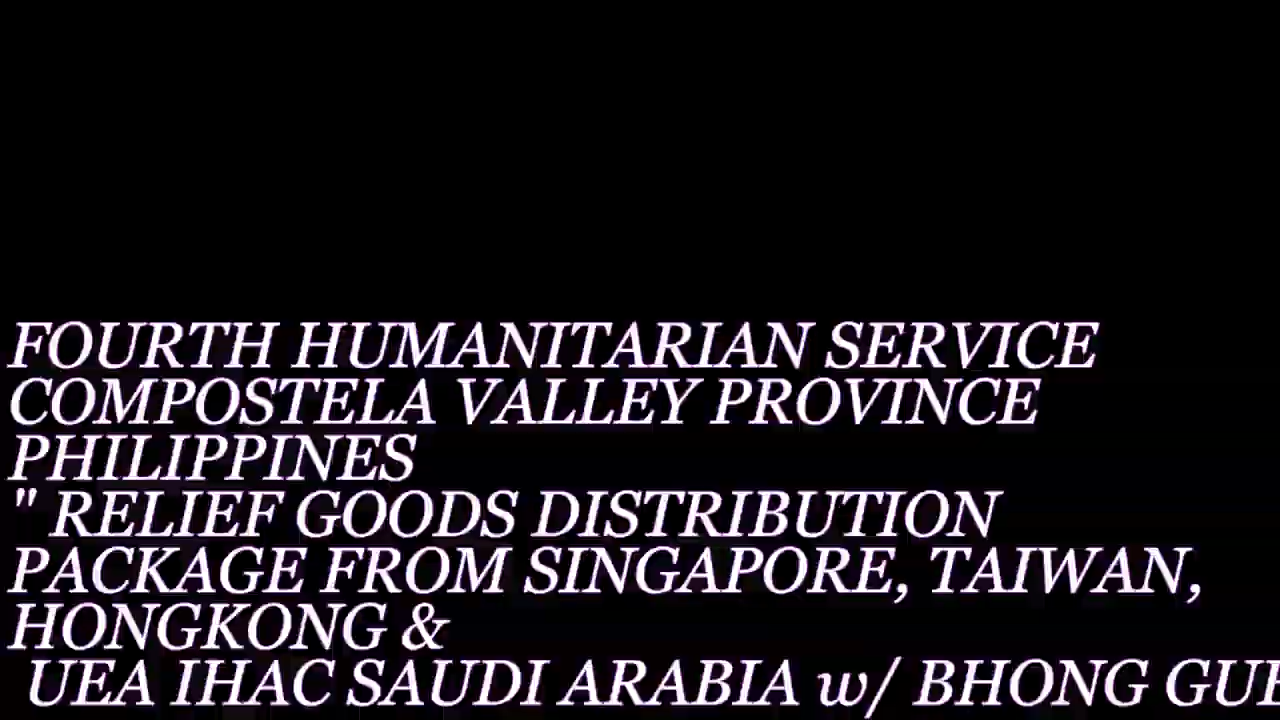 FOURTH HUMANITARIAN SERVICE
COMPOSTELA VALLEY PROVINCE
PHILIPPINES
" RELIEF GOODS DISTRIBUTION
PACKAGE FROM SINGAPORE, TAIWAN,
HONGKONG &
UEA IHAC SAUDI ARABIA w/ BHONG